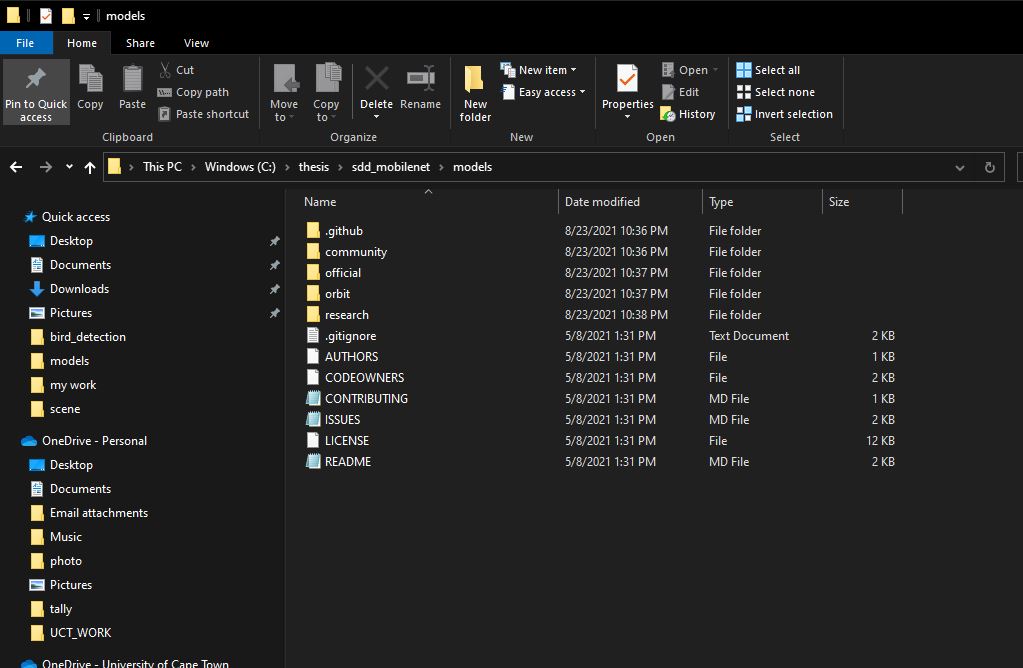 models
File Home Share View
Pin to Quick access
Copy
Paste
Cut
Copy path
Paste shortcut
Clipboard
Move to
Copy to
Delete
Rename
Organize
New folder
New item
Easy access
New
Properties
Open
Edit
History
Open
Select all
Select none
Invert selection
Select
This PC > Windows (C:) > thesis > sdd_mobilenet > models
Quick access
Desktop
Documents
Downloads
Pictures
bird_detection
models
my work
scene
OneDrive - Personal
Desktop
Documents
Email attachments
Music
photo
Pictures
tally
UCT_WORK
OneDrive - University of Cape Town
Name Date modified Type Size
.github 8/23/2021 10:36 PM File folder
community 8/23/2021 10:36 PM File folder
official 8/23/2021 10:37 PM File folder
orbit 8/23/2021 10:37 PM File folder
research 8/23/2021 10:38 PM File folder
.gitignore 5/8/2021 1:31 PM Text Document 2 KB
AUTHORS 5/8/2021 1:31 PM File 1 KB
CODEOWNERS 5/8/2021 1:31 PM File 2 KB
CONTRIBUTING 5/8/2021 1:31 PM MD File 1 KB
ISSUES 5/8/2021 1:31 PM MD File 2 KB
LICENSE 5/8/2021 1:31 PM File 12 KB
README 5/8/2021 1:31 PM MD File 2 KB